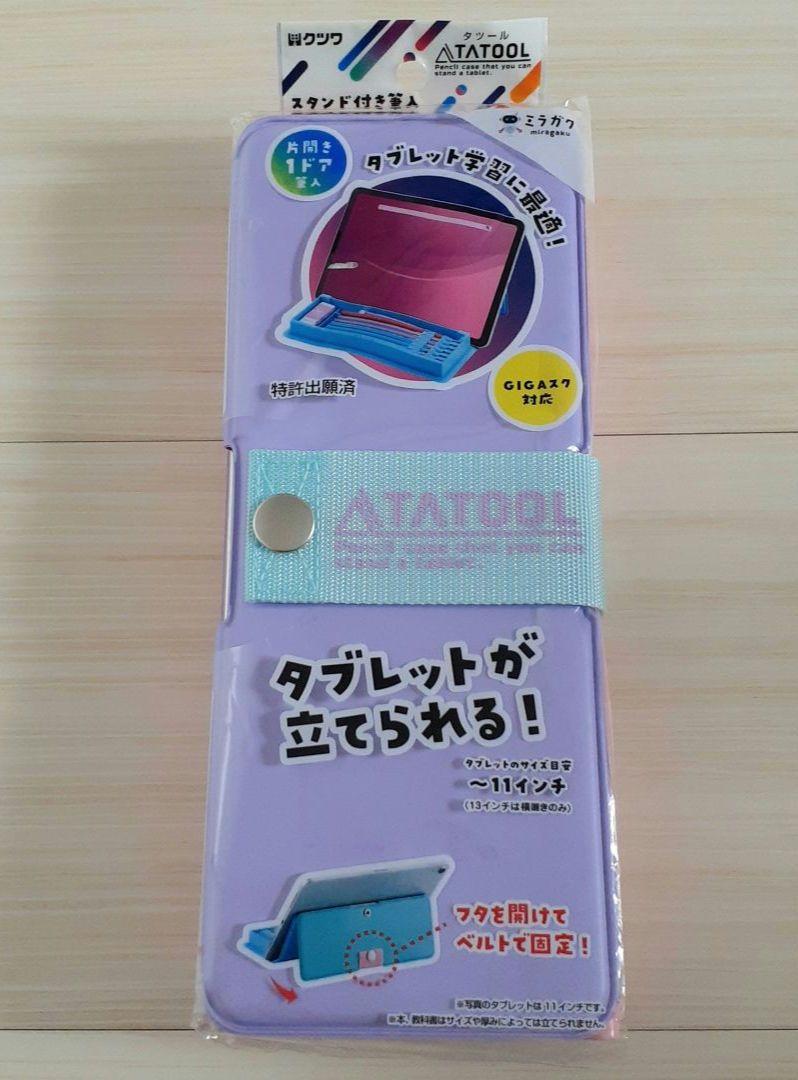 クツワ
タツール
TATOOL
Pencil case that you can
stand a tablet.
スタンド付き筆入
ミラガク
miragaku
片開き
1ドア
筆入
タブレット学習に最適!
特許出願済
GIGAスク
対応
TATOOL
Pencil case that you can
stand a tablet.
タブレットが
立てられる!
タブレットのサイズ目安
～11インチ
(13インチは横置きのみ)
フタを開けて
ベルトで固定!
※写真のタブレットは11インチです。
※本、教科書はサイズや厚みによっては立てられません。